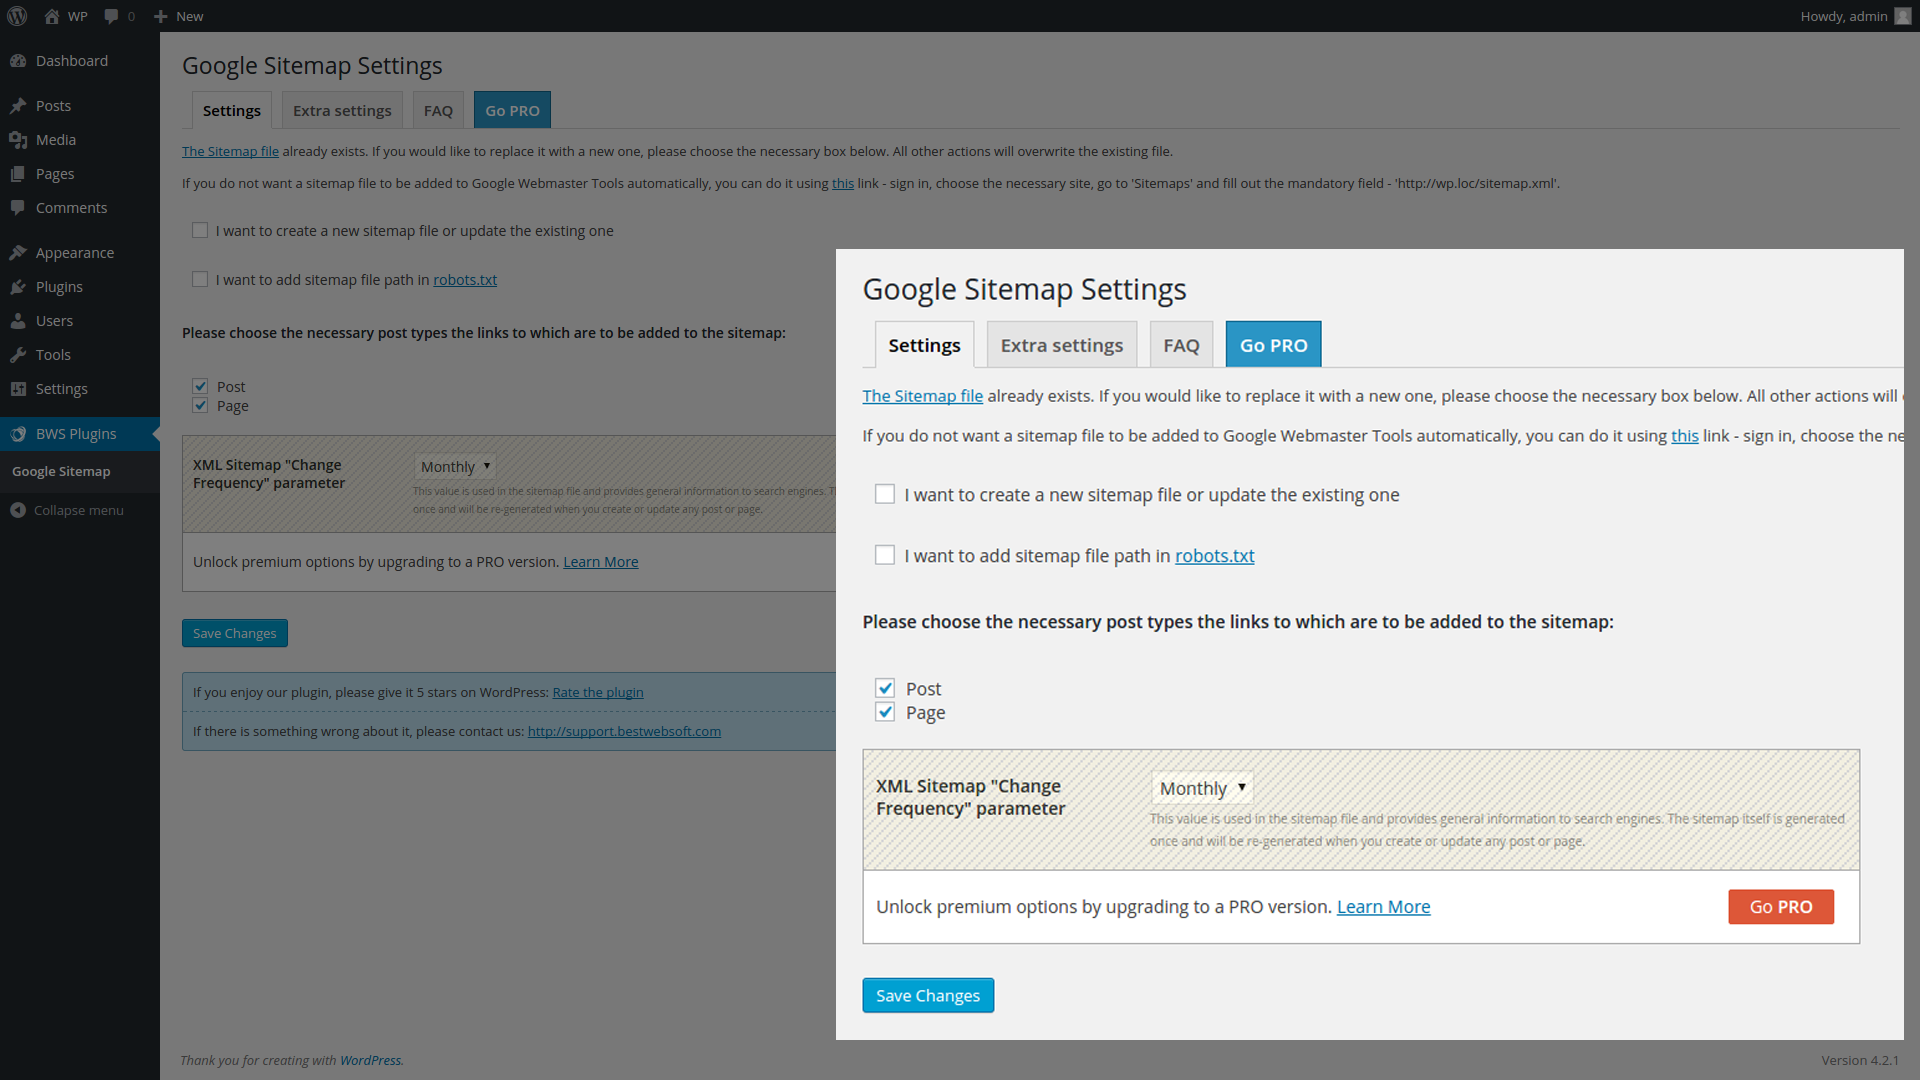 WP
0
New
Howdy, admin
Dashboard
Posts
Media
Pages
Comments
Appearance
Plugins
Users
Tools
Settings
BWS Plugins
Google Sitemap
Collapse menu
Google Sitemap Settings
Settings
Extra settings
FAQ
Go PRO
The Sitemap file already exists. If you would like to replace it with a new one, please choose the necessary box below. All other actions will overwrite the existing file.
If you do not want a sitemap file to be added to Google Webmaster Tools automatically, you can do it using this link - sign in, choose the necessary site, go to 'Sitemaps' and fill out the mandatory field - 'http://wp.loc/sitemap.xml'.
I want to create a new sitemap file or update the existing one
I want to add sitemap file path in robots.txt
Please choose the necessary post types the links to which are to be added to the sitemap:
Post
Page
XML Sitemap "Change
Frequency" parameter
Monthly
This value is used in the sitemap file and provides general information to search engines. T
once and will be re-generated when you create or update any post or page.
Unlock premium options by upgrading to a PRO version. Learn More
Save Changes
If you enjoy our plugin, please give it 5 stars on WordPress: Rate the plugin
If there is something wrong about it, please contact us: http://support.bestwebsoft.com
Thank you for creating with WordPress.
Version 4.2.1
Google Sitemap Settings
Settings
Extra settings
FAQ
Go PRO
The Sitemap file already exists. If you would like to replace it with a new one, please choose the necessary box below. All other actions will
If you do not want a sitemap file to be added to Google Webmaster Tools automatically, you can do it using this link - sign in, choose the ne
I want to create a new sitemap file or update the existing one
I want to add sitemap file path in robots.txt
Please choose the necessary post types the links to which are to be added to the sitemap:
Post
Page
XML Sitemap "Change
Frequency" parameter
Monthly
This value is used in the sitemap file and provides general information to search engines. The sitemap itself is generated
once and will be re-generated when you create or update any post or page.
Unlock premium options by upgrading to a PRO version. Learn More
Go PRO
Save Changes